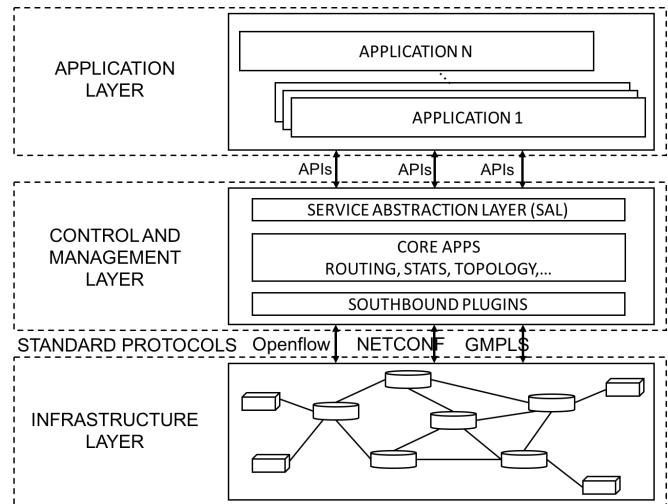 APPLICATION
LAYER
APPLICATION N
APPLICATION 1
APIs APIs APIs
CONTROL AND
MANAGEMENT
LAYER
SERVICE ABSTRACTION LAYER (SAL)
CORE APPS
ROUTING, STATS, TOPOLOGY,...
SOUTHBOUND PLUGINS
STANDARD PROTOCOLS Openflow NETCONF GMPLS
INFRASTRUCTURE
LAYER